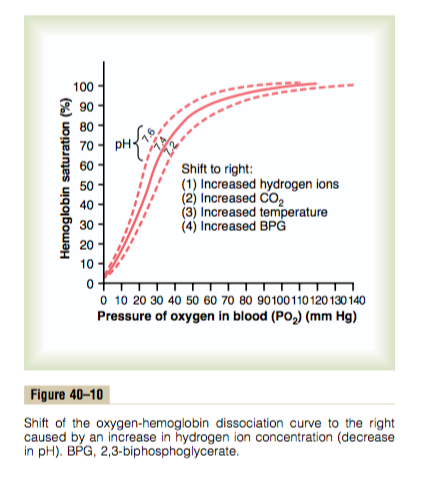 100
90
80
70
60
50
40
30
20
10
0
Hemoglobin saturation (%)
pH
7.6
7.4
7.2
Shift to right:
(1) Increased hydrogen ions
(2) Increased CO₂
(3) Increased temperature
(4) Increased BPG
0 10 20 30 40 50 60 70 80 90 100 110 120 130 140
Pressure of oxygen in blood (PO₂) (mm Hg)
Figure 40–10
Shift of the oxygen-hemoglobin dissociation curve to the right
caused by an increase in hydrogen ion concentration (decrease
in pH). BPG, 2,3-biphosphoglycerate.